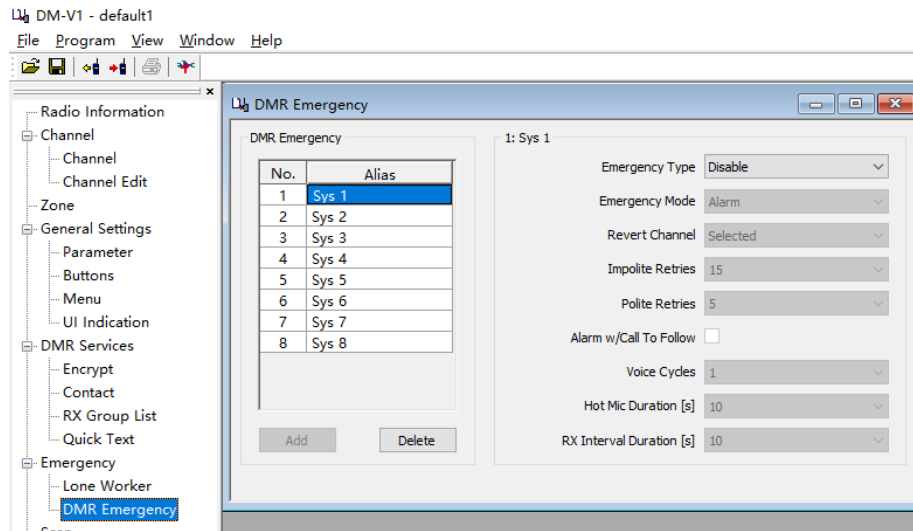 DM-V1 - default1
File Program View Window Help
Radio Information
Channel
Channel
Channel Edit
Zone
General Settings
Parameter
Buttons
Menu
UI Indication
DMR Services
Encrypt
Contact
RX Group List
Quick Text
Emergency
Lone Worker
DMR Emergency
DMR Emergency
DMR Emergency
No. Alias
1 Sys 1
2 Sys 2
3 Sys 3
4 Sys 4
5 Sys 5
6 Sys 6
7 Sys 7
8 Sys 8
Add Delete
1: Sys 1
Emergency Type Disable
Emergency Mode Alarm
Revert Channel Selected
Impolite Retries 15
Polite Retries 5
Alarm w/Call To Follow
Voice Cycles 1
Hot Mic Duration [s] 10
RX Interval Duration [s] 10